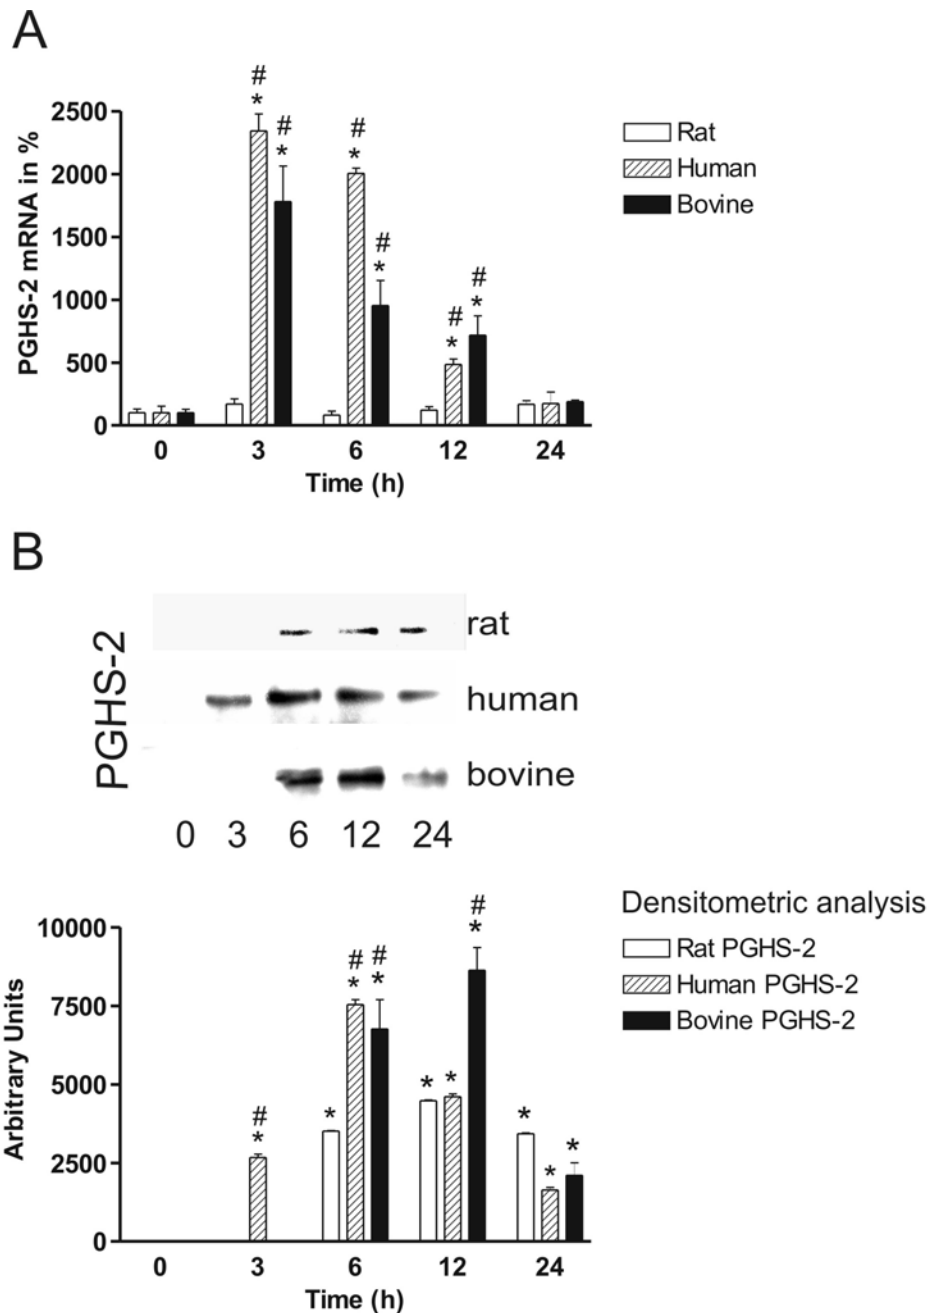 A
PGHS-2 mRNA in %
2500
2000
1500
1000
500
0
# # # # # #
* * * * * *
0 3 6 12 24
Time (h)
Rat
Human
Bovine
B
PGHS-2
rat
human
bovine
0 3 6 12 24
Densitometric analysis
Rat PGHS-2
Human PGHS-2
Bovine PGHS-2
Arbitrary Units
10000
7500
5000
2500
0
# # # #
* * * * * * * * *
0 3 6 12 24
Time (h)